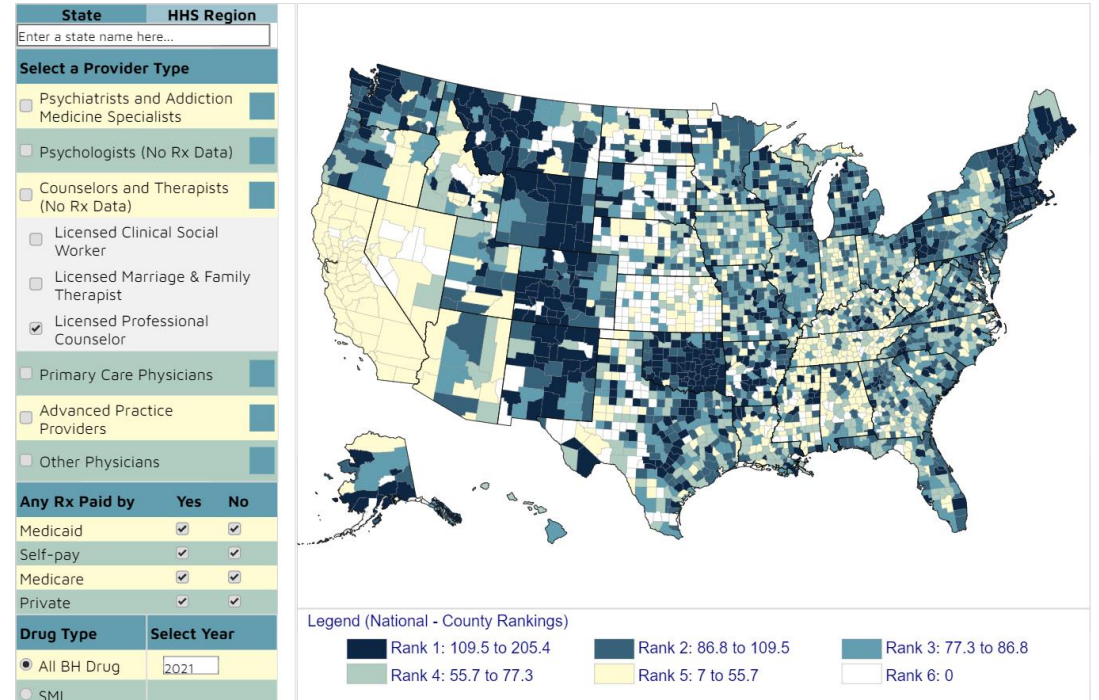 State HHS Region
Enter a state name here...
Select a Provider Type
Psychiatrists and Addiction
Medicine Specialists
Psychologists (No Rx Data)
Counselors and Therapists
(No Rx Data)
Licensed Clinical Social
Worker
Licensed Marriage & Family
Therapist
Licensed Professional
Counselor
Primary Care Physicians
Advanced Practice
Providers
Other Physicians
Any Rx Paid by Yes No
Medicaid
Self-pay
Medicare
Private
Drug Type Select Year
All BH Drug 2021
SMI
Legend (National - County Rankings)
Rank 1: 109.5 to 205.4 Rank 2: 86.8 to 109.5 Rank 3: 77.3 to 86.8
Rank 4: 55.7 to 77.3 Rank 5: 7 to 55.7 Rank 6: 0